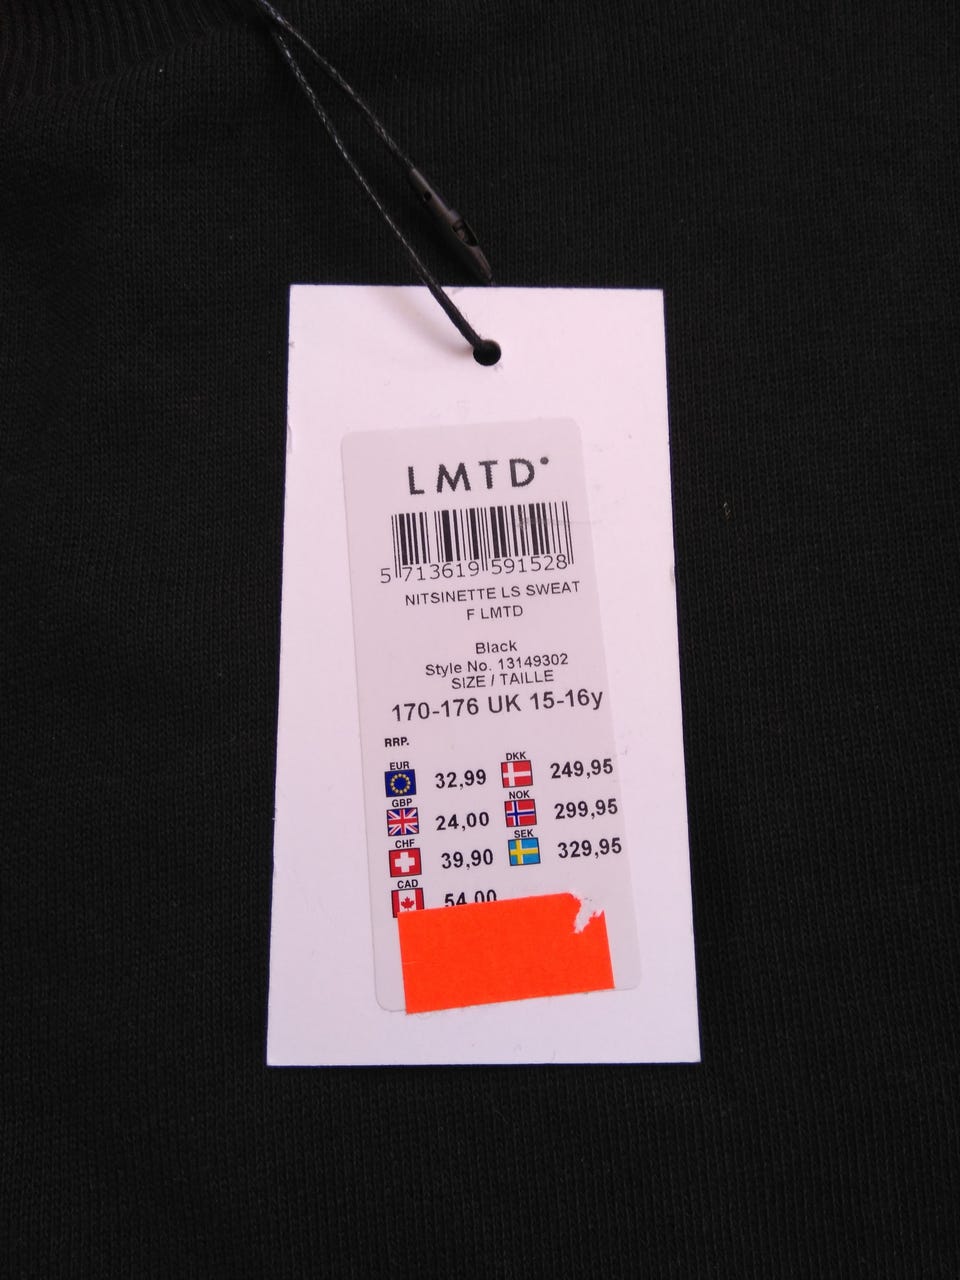 LMTD
5 713619 591528
NITSINETTE LS SWEAT
F LMTD
Black
Style No. 13149302
SIZE / TAILLE
170-176 UK 15-16y
RRP.
EUR 32,99 DKK 249,95
GBP 24,00 NOK 299,95
CHF 39,90 SEK 329,95
CAD 54,00